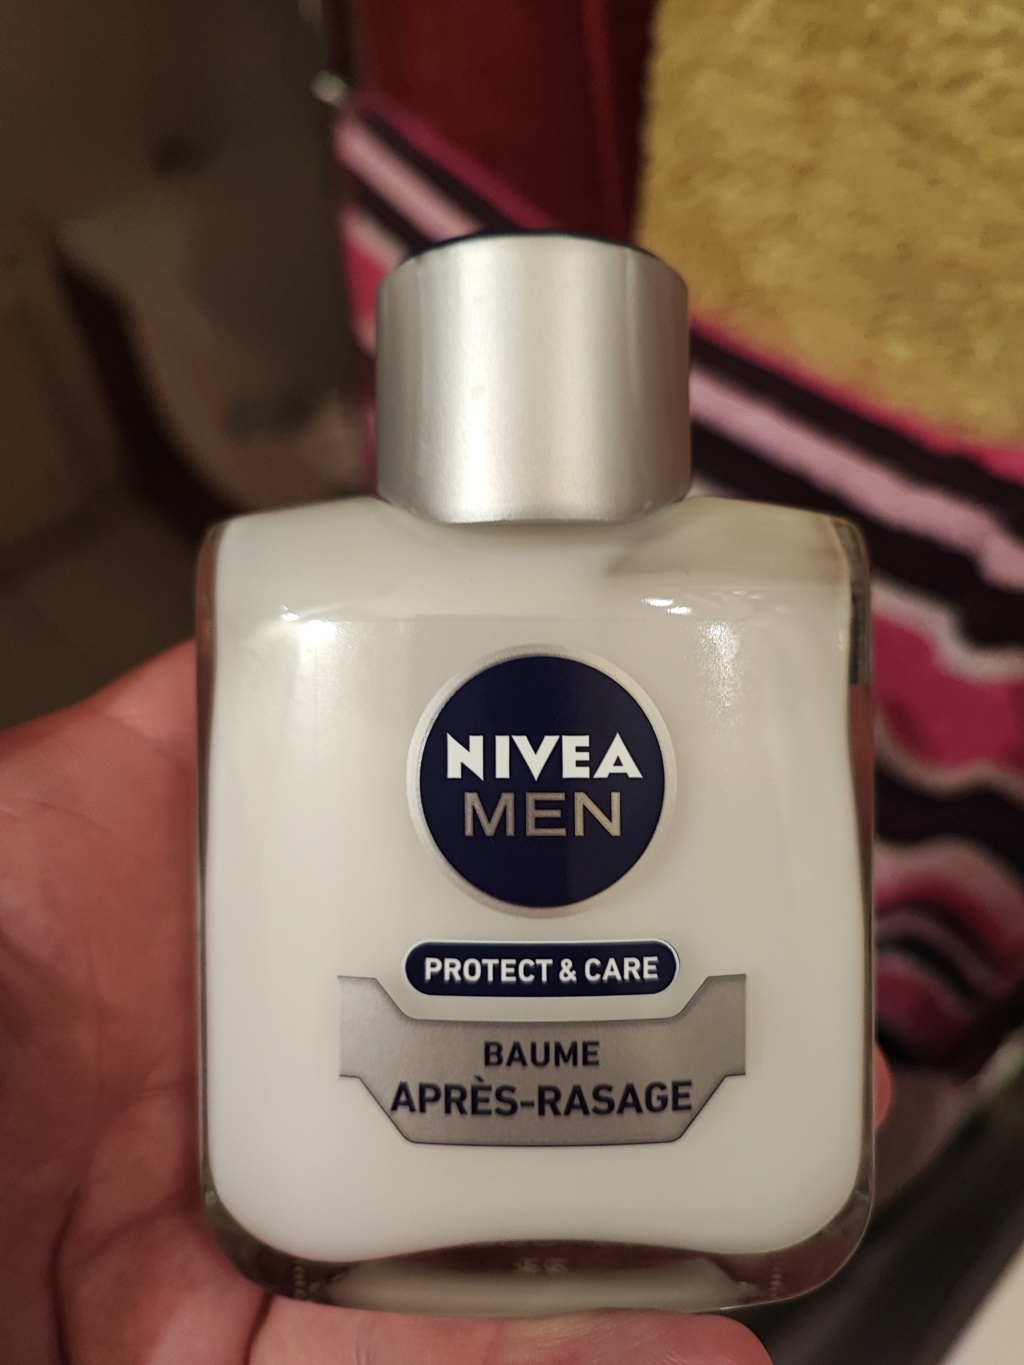 NIVEA
MEN
PROTECT & CARE
BAUME
APRÈS-RASAGE